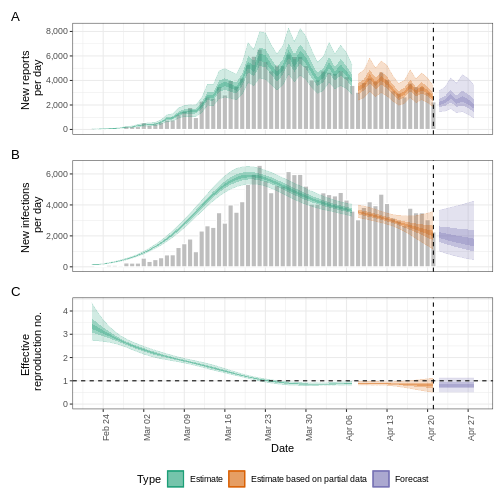 A
New reports
per day
8,000
6,000
4,000
2,000
0
B
New infections
per day
6,000
4,000
2,000
0
C
Effective
reproduction no.
4
3
2
1
0
Feb 24
Mar 02
Mar 09
Mar 16
Mar 23
Mar 30
Apr 06
Apr 13
Apr 20
Apr 27
Date
Type Estimate Estimate based on partial data Forecast